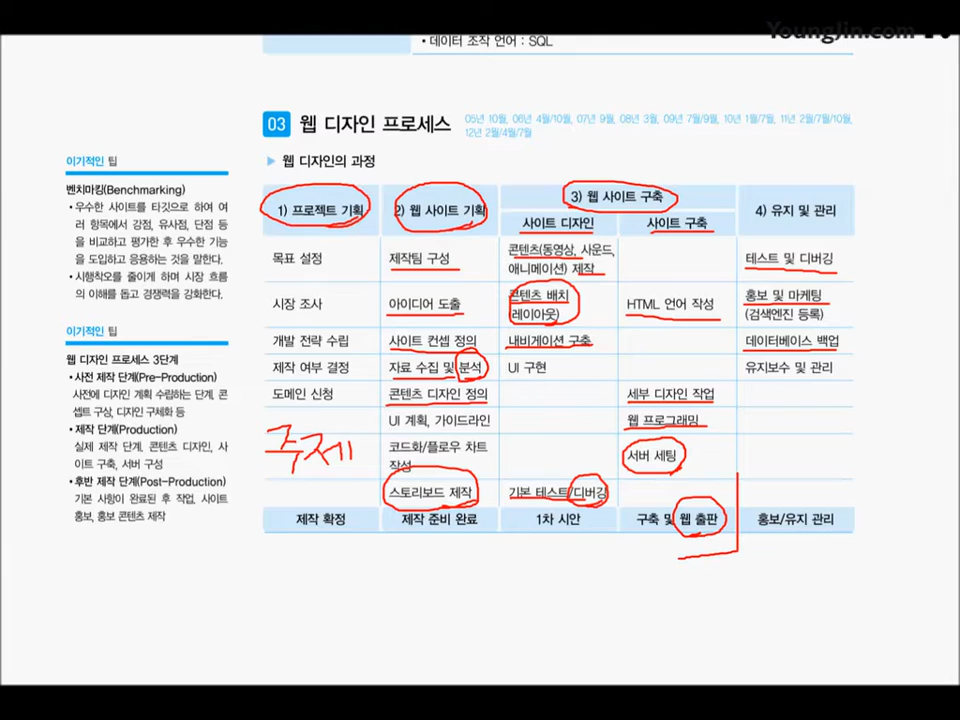 YoungJin.com
• 데이터 조작 언어 : SQL
03 웹 디자인 프로세스 05년 10월, 06년 4월/10월, 07년 9월, 08년 3월, 09년 7월/9월, 10년 1월/7월, 11년 2월/7월/10월,
12년 2월/4월/7월
이기적인 팁
벤치마킹(Benchmarking)
• 우수한 사이트를 타깃으로 하여 여
러 항목에서 강점, 유사점, 단점 등
을 비교하고 평가한 후 우수한 기능
을 도입하고 응용하는 것을 말한다.
• 시행착오를 줄이게 하며 시장 흐름
의 이해를 돕고 경쟁력을 강화한다.
이기적인 팁
웹 디자인 프로세스 3단계
• 사전 제작 단계(Pre-Production)
사전에 디자인 계획 수립하는 단계, 콘
셉트 구상, 디자인 구체화 등
• 제작 단계(Production)
실제 제작 단계, 콘텐츠 디자인, 사
이트 구축, 서버 구성
• 후반 제작 단계(Post-Production)
기본 사항이 완료된 후 작업, 사이트
홍보, 홍보 콘텐츠 제작
▶ 웹 디자인의 과정
1) 프로젝트 기획 2) 웹 사이트 기획 3) 웹 사이트 구축 4) 유지 및 관리
사이트 디자인 사이트 구축
목표 설정 제작팀 구성 콘텐츠(동영상, 사운드, 테스트 및 디버깅
애니메이션) 제작
시장 조사 아이디어 도출 콘텐츠 배치 HTML 언어 작성 홍보 및 마케팅
(레이아웃) (검색엔진 등록)
개발 전략 수립 사이트 컨셉 정의 내비게이션 구축 데이터베이스 백업
제작 여부 결정 자료 수집 및 분석 UI 구현 유지보수 및 관리
도메인 신청 콘텐츠 디자인 정의 세부 디자인 작업
UI 계획, 가이드라인 웹 프로그래밍
주제 코드화/플로우 차트 서버 세팅
작성
스토리보드 제작 기본 테스트/디버깅
제작 확정 제작 준비 완료 1차 시안 구축 및 웹 출판 홍보/유지 관리